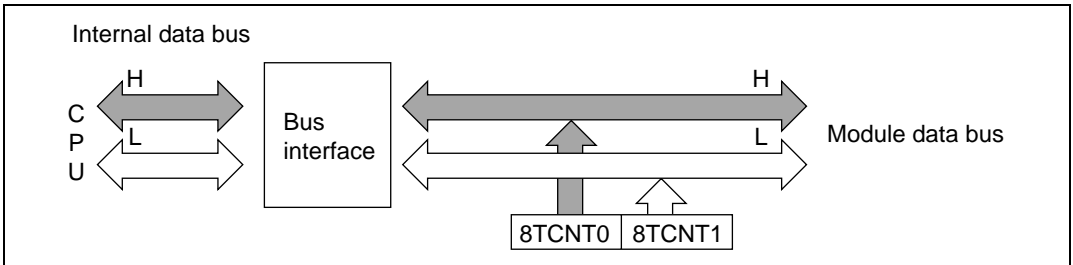 Internal data bus
H
H
C
P
U
L
L
Bus
interface
Module data bus
8TCNT0
8TCNT1